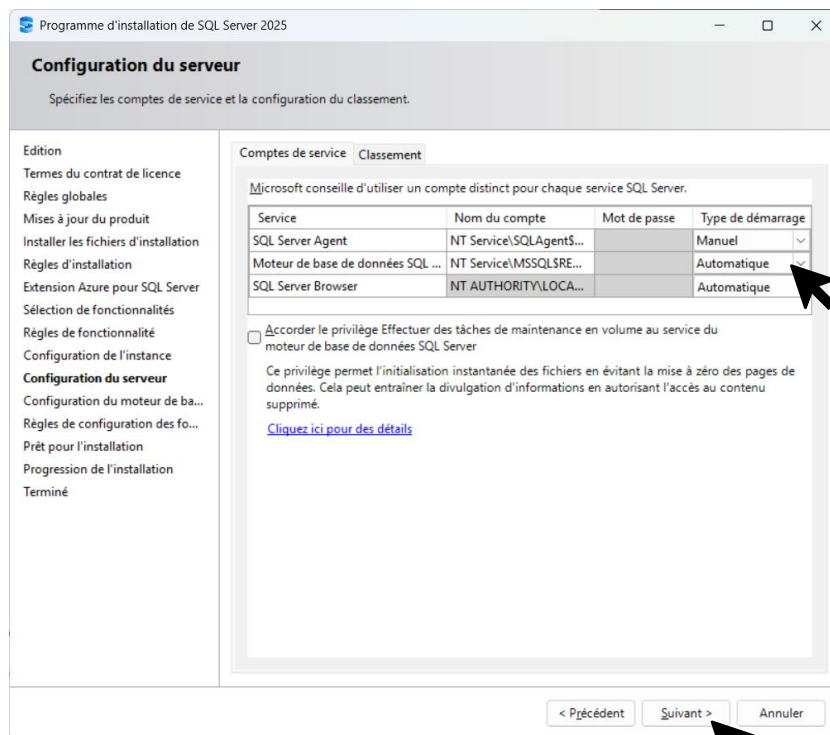 Programme d'installation de SQL Server 2025
Configuration du serveur
Spécifiez les comptes de service et la configuration du classement.
Edition
Termes du contrat de licence
Règles globales
Mises à jour du produit
Installer les fichiers d'installation
Règles d'installation
Extension Azure pour SQL Server
Sélection de fonctionnalités
Règles de fonctionnalité
Configuration de l'instance
Configuration du serveur
Configuration du moteur de ba...
Règles de configuration des fo...
Prêt pour l'installation
Progression de l'installation
Terminé
Comptes de service Classement
Microsoft conseille d'utiliser un compte distinct pour chaque service SQL Server.
Service Nom du compte Mot de passe Type de démarrage
SQL Server Agent NT Service\SQLAgent$... Manuel
Moteur de base de données SQL ... NT Service\MSSQL$RE... Automatique
SQL Server Browser NT AUTHORITY\LOCA... Automatique
Accorder le privilège Effectuer des tâches de maintenance en volume au service du
moteur de base de données SQL Server
Ce privilège permet l'initialisation instantanée des fichiers en évitant la mise à zéro des pages de
données. Cela peut entraîner la divulgation d'informations en autorisant l'accès au contenu
supprimé.
Cliquez ici pour des détails
< Précédent Suivant > Annuler